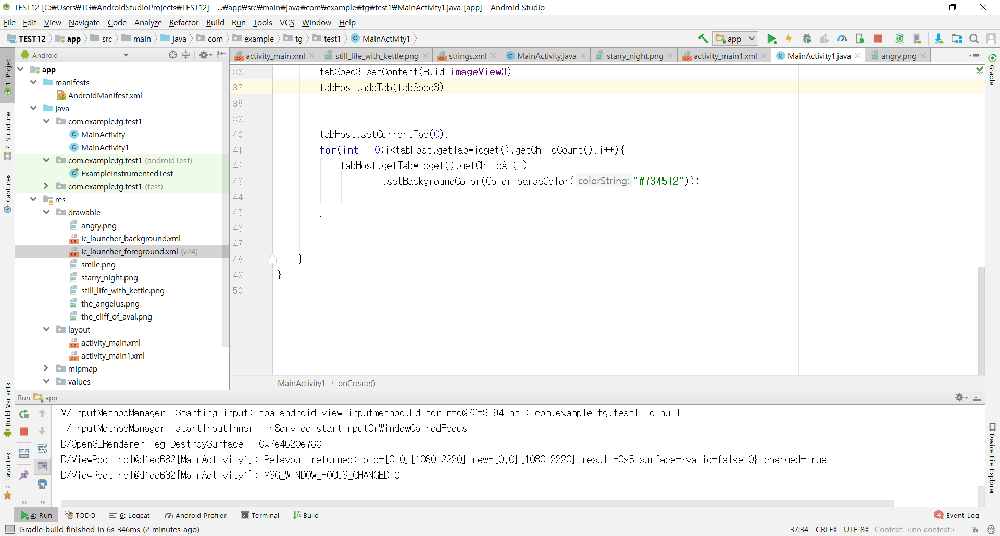 TEST12 [C:₩Users₩TG₩AndroidStudioProjects₩TEST12] - ...₩app₩src₩main₩java₩com₩example₩tg₩test1₩MainActivity1.java [app] - Android Studio
File Edit View Navigate Code Analyze Refactor Build Run Tools VCS Window Help
TEST12 app src main java com example tg test1 MainActivity1 app
Android
activity_main.xml still_life_with_kettle.png strings.xml MainActivity.java starry_night.png activity_main1.xml MainActivity1.java angry.png
1: Project
7: Structure
Captures
Build Variants
2: Favorites
app
manifests
AndroidManifest.xml
java
com.example.tg.test1
MainActivity
MainActivity1
com.example.tg.test1 (androidTest)
ExampleInstrumentedTest
com.example.tg.test1 (test)
res
drawable
angry.png
ic_launcher_background.xml
ic_launcher_foreground.xml (v24)
smile.png
starry_night.png
still_life_with_kettle.png
the_angelus.png
the_cliff_of_aval.png
layout
activity_main.xml
activity_main1.xml
mipmap
values
36 tabSpec3.setContent(R.id.imageView3);
37 tabHost.addTab(tabSpec3);
38
39
40 tabHost.setCurrentTab(0);
41 for(int i=0;i<tabHost.getTabWidget().getChildCount();i++){
42 tabHost.getTabWidget().getChildAt(i)
43 .setBackgroundColor(Color.parseColor( colorString: "#734512"));
44
45 }
46
47
48 }
49 }
50
MainActivity1 › onCreate()
Gradle
Device File Explorer
Run app
V/InputMethodManager: Starting input: tba=android.view.inputmethod.EditorInfo@72f9194 nm : com.example.tg.test1 ic=null
I/InputMethodManager: startInputInner - mService.startInputOrWindowGainedFocus
D/OpenGLRenderer: eglDestroySurface = 0x7e4620e780
D/ViewRootImpl@d1ec682[MainActivity1]: Relayout returned: old=[0,0][1080,2220] new=[0,0][1080,2220] result=0x5 surface={valid=false 0} changed=true
D/ViewRootImpl@d1ec682[MainActivity1]: MSG_WINDOW_FOCUS_CHANGED 0
4: Run TODO 6: Logcat Android Profiler Terminal Build 4 Event Log
Gradle build finished in 6s 346ms (2 minutes ago) 37:34 CRLF UTF-8 Context: <no context>